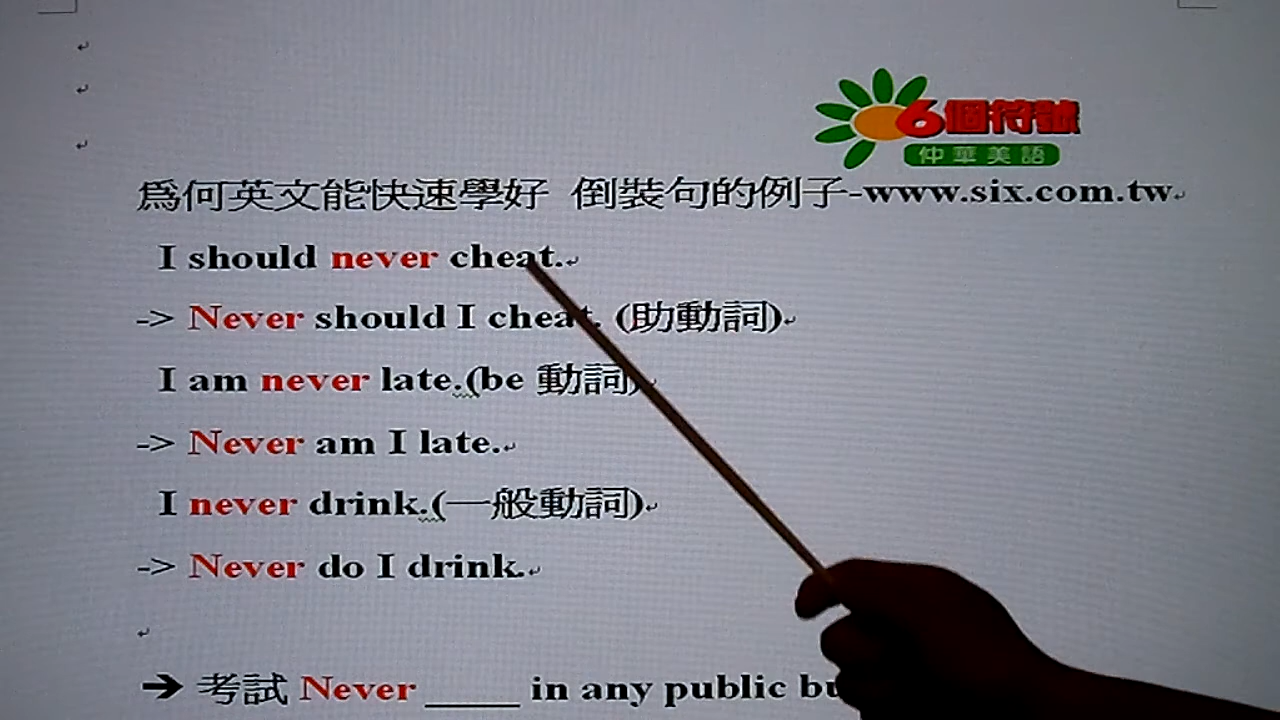 6個符號
仲華美語
為何英文能快速學好 倒裝句的例子-www.six.com.tw
I should never cheat.
-> Never should I cheat. (助動詞)
I am never late.(be 動詞)
-> Never am I late.
I never drink.(一般動詞)
-> Never do I drink.
➔ 考試 Never _____ in any public